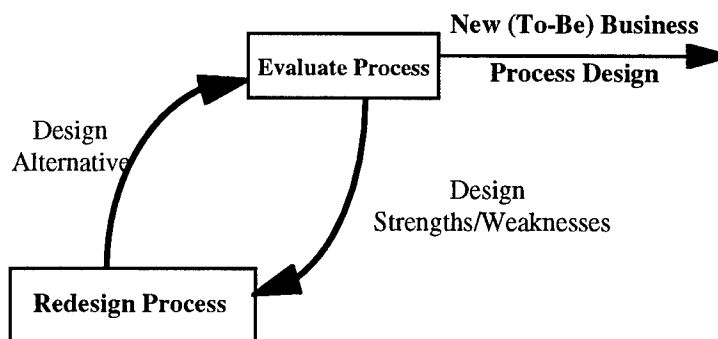 New (To-Be) Business
Process Design
Evaluate Process
Design
Alternative
Design
Strengths/Weaknesses
Redesign Process